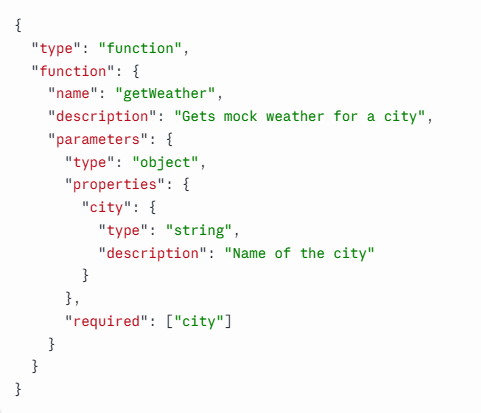 {
  "type": "function",
  "function": {
    "name": "getWeather",
    "description": "Gets mock weather for a city",
    "parameters": {
      "type": "object",
      "properties": {
        "city": {
          "type": "string",
          "description": "Name of the city"
        }
      },
      "required": ["city"]
    }
  }
}